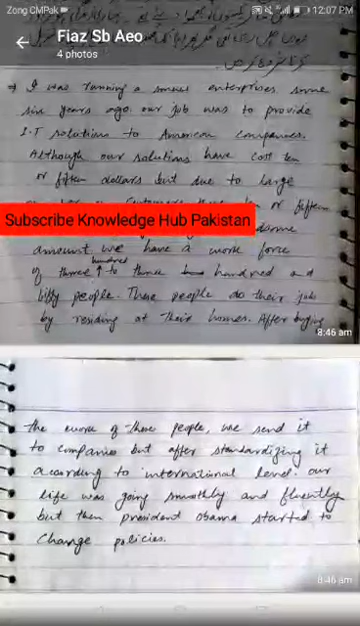 Zong CMPak
12:07 PM
Fiaz Sb Aeo
4 photos
→ I was running a small enterprises some
six years ago. our job was to provide
I.T solutions to American companies.
Although our solutions have cost ten
or fifteen dollars but due to large
or fifteen
Subscribe Knowledge Hub Pakistan
amount we have a work force
of three hundred to three hundred and
fifty people. These people do their job
by residing at their homes. After buying
8:46 am
the work of these people, we send it
to companies but after standardizing it
according to international level. our
life was going smoothly and fluently
but then president obama started to
change policies.
8:46 am